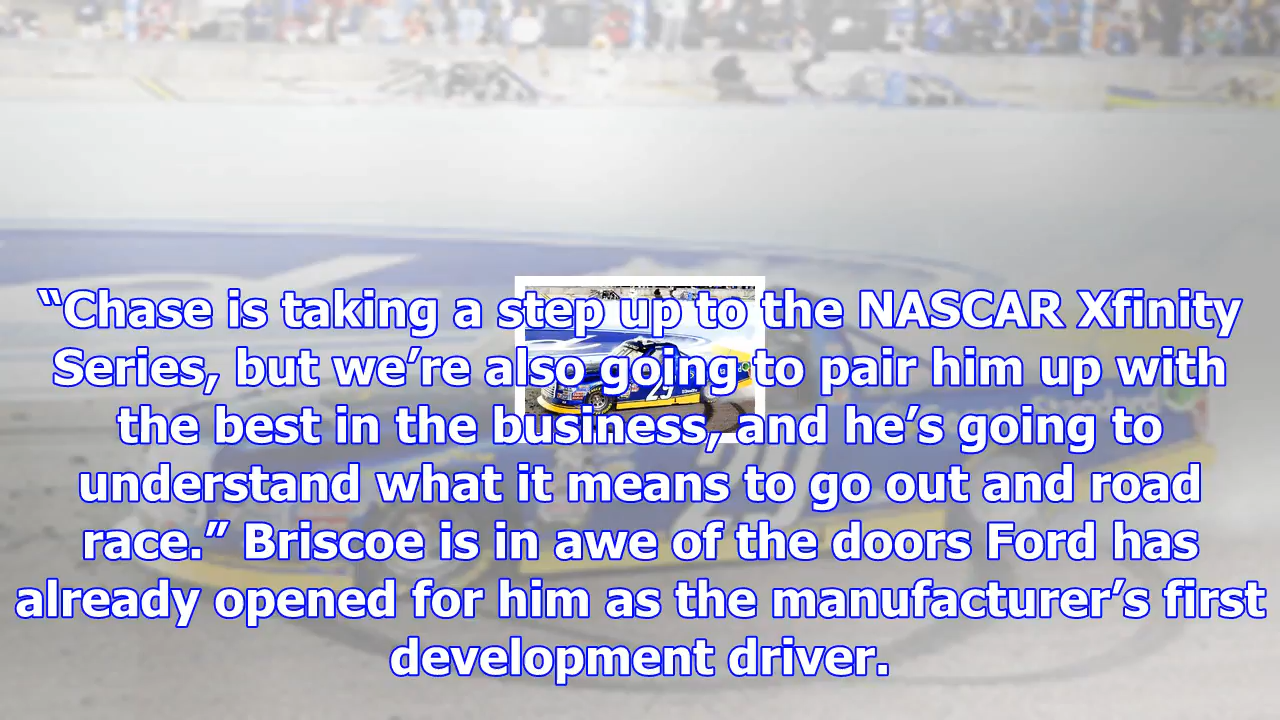 “Chase is taking a step up to the NASCAR Xfinity
Series, but we’re also going to pair him up with
the best in the business, and he’s going to
understand what it means to go out and road
race.” Briscoe is in awe of the doors Ford has
already opened for him as the manufacturer’s first
development driver.
29
29